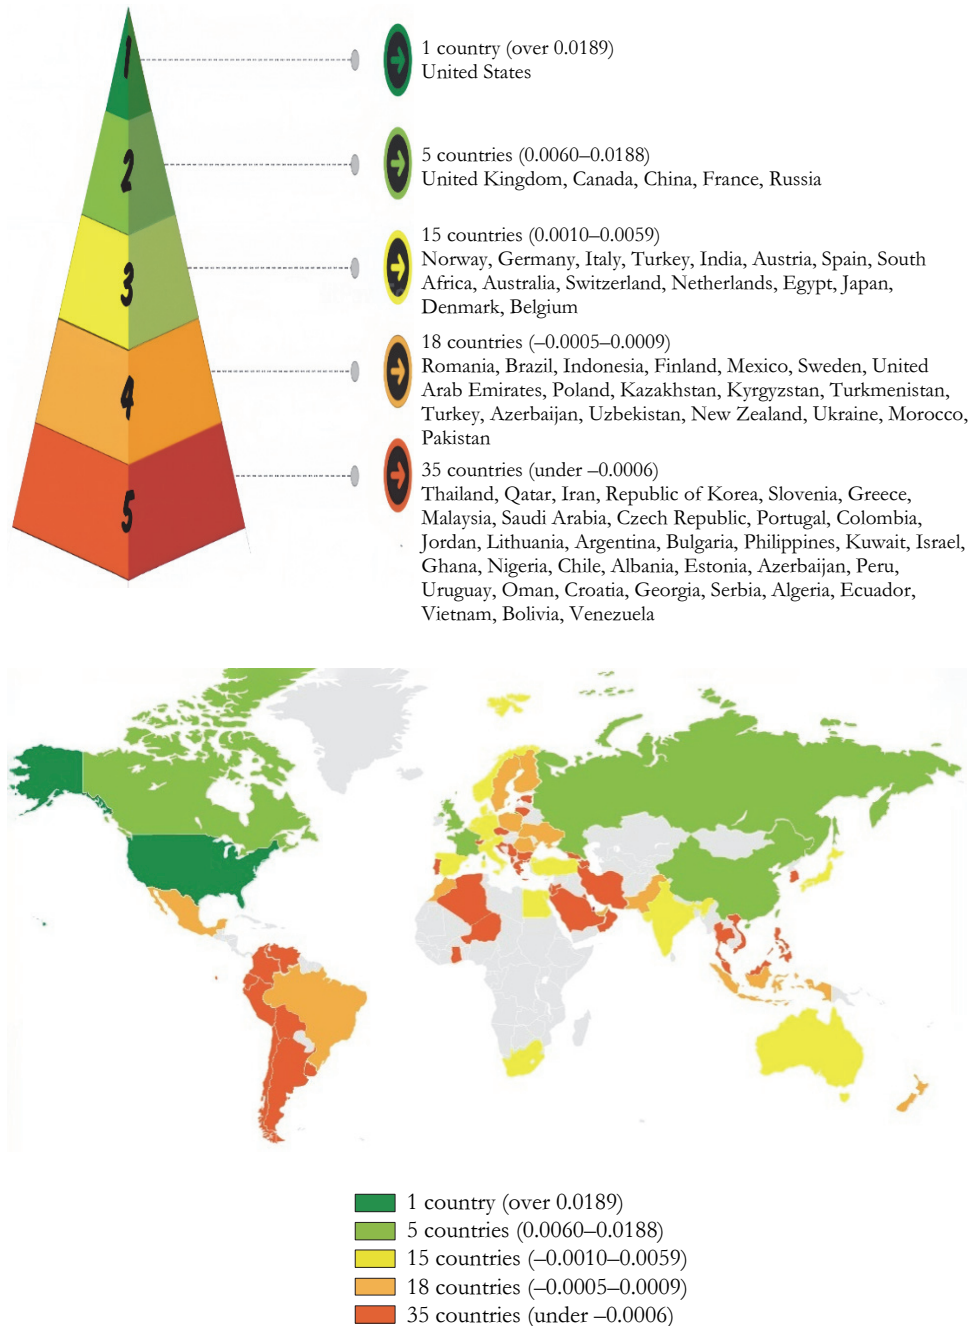 1
2
3
4
5
1 country (over 0.0189)
United States
5 countries (0.0060–0.0188)
United Kingdom, Canada, China, France, Russia
15 countries (0.0010–0.0059)
Norway, Germany, Italy, Turkey, India, Austria, Spain, South
Africa, Australia, Switzerland, Netherlands, Egypt, Japan,
Denmark, Belgium
18 countries (–0.0005–0.0009)
Romania, Brazil, Indonesia, Finland, Mexico, Sweden, United
Arab Emirates, Poland, Kazakhstan, Kyrgyzstan, Turkmenistan,
Turkey, Azerbaijan, Uzbekistan, New Zealand, Ukraine, Morocco,
Pakistan
35 countries (under –0.0006)
Thailand, Qatar, Iran, Republic of Korea, Slovenia, Greece,
Malaysia, Saudi Arabia, Czech Republic, Portugal, Colombia,
Jordan, Lithuania, Argentina, Bulgaria, Philippines, Kuwait, Israel,
Ghana, Nigeria, Chile, Albania, Estonia, Azerbaijan, Peru,
Uruguay, Oman, Croatia, Georgia, Serbia, Algeria, Ecuador,
Vietnam, Bolivia, Venezuela
1 country (over 0.0189)
5 countries (0.0060–0.0188)
15 countries (–0.0010–0.0059)
18 countries (–0.0005–0.0009)
35 countries (under –0.0006)